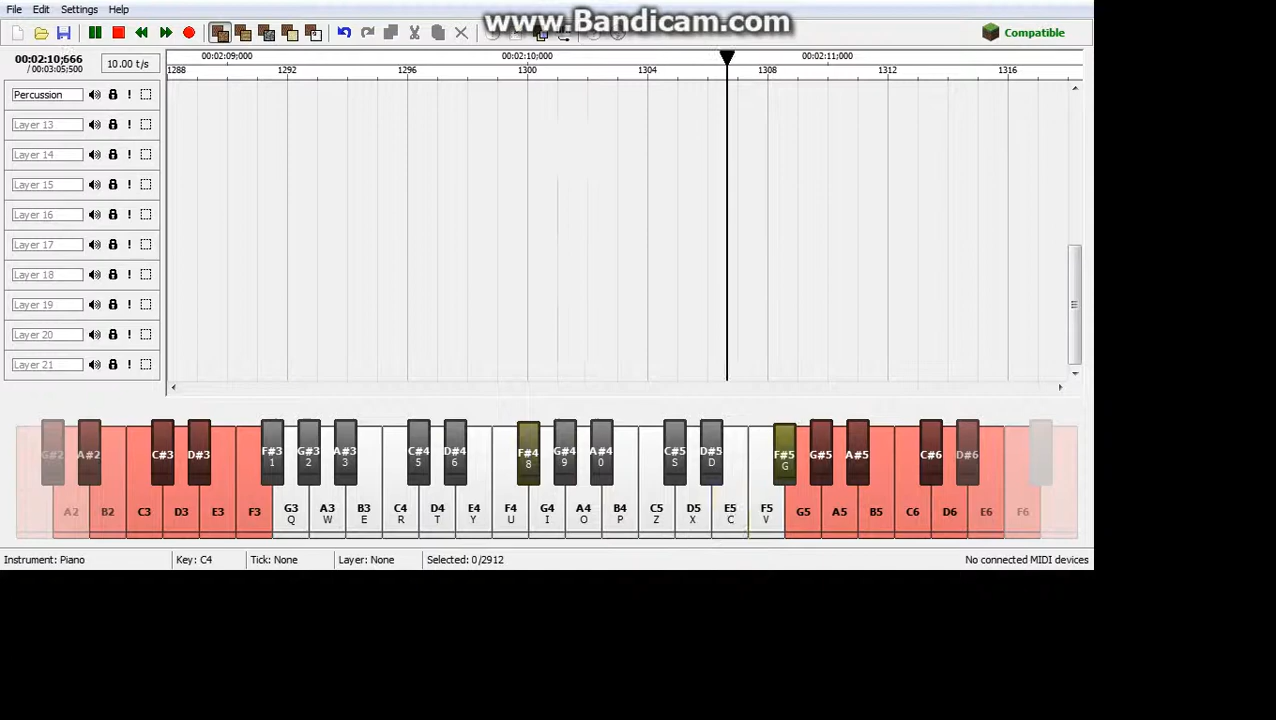 File Edit Settings Help
www.Bandicam.com
Compatible
00:02:10;666
/ 00:03:05;500
10.00 t/s
00:02:09;000 00:02:10;000 00:02:11;000
1288 1292 1296 1300 1304 1308 1312 1316
Percussion
Layer 13
Layer 14
Layer 15
Layer 16
Layer 17
Layer 18
Layer 19
Layer 20
Layer 21
G#2 A#2 C#3 D#3 F#3 G#3 A#3 C#4 D#4 F#4 G#4 A#4 C#5 D#5 F#5 G#5 A#5 C#6 D#6
1 2 3 5 6 8 9 0 S D G
A2 B2 C3 D3 E3 F3 G3 A3 B3 C4 D4 E4 F4 G4 A4 B4 C5 D5 E5 F5 G5 A5 B5 C6 D6 E6 F6
Q W E R T Y U I O P Z X C V
Instrument: Piano Key: C4 Tick: None Layer: None Selected: 0/2912 No connected MIDI devices